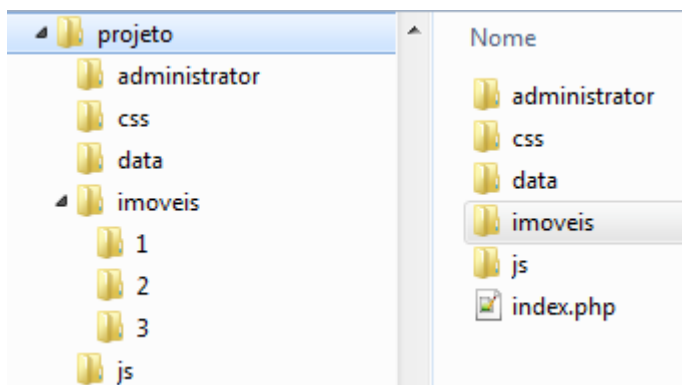 projeto
administrator
css
data
imoveis
1
2
3
js
Nome
administrator
css
data
imoveis
js
index.php